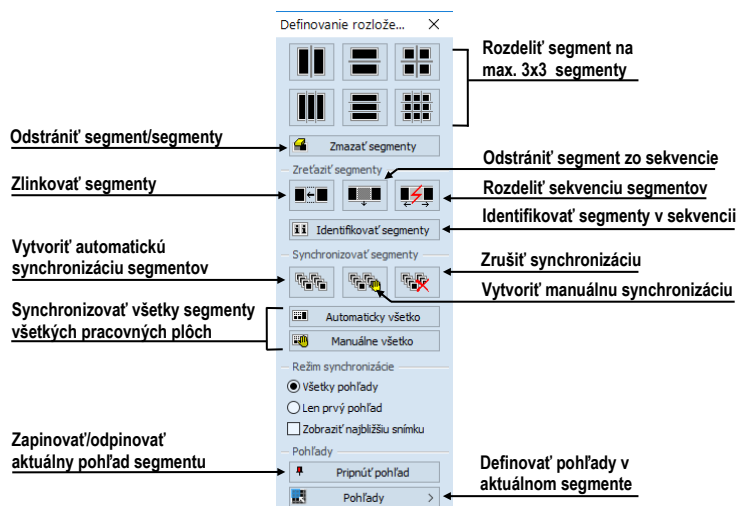 Definovanie rozlože...
Rozdeliť segment na
max. 3x3 segmenty
Odstrániť segment/segmenty
Zmazať segmenty
Zreťaziť segmenty
Odstrániť segment zo sekvencie
Zlinkovať segmenty
Rozdeliť sekvenciu segmentov
Identifikovať segmenty v sekvencii
Identifikovať segmenty
Vytvoriť automatickú
synchronizáciu segmentov
Synchronizovať segmenty
Zrušiť synchronizáciu
Vytvoriť manuálnu synchronizáciu
Synchronizovať všetky segmenty
všetkých pracovných plôch
Automaticky všetko
Manuálne všetko
Režim synchronizácie
Všetky pohľady
Len prvý pohľad
Zobraziť najbližšiu snímku
Zapinovať/odpinovať
aktuálny pohľad segmentu
Pohľady
Pripnúť pohľad
Pohľady
Definovať pohľady v
aktuálnom segmente